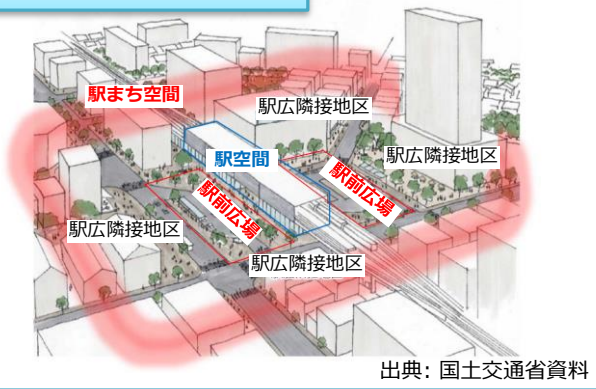 駅まち空間
駅広隣接地区
駅空間
駅広隣接地区
駅前広場
駅前広場
駅広隣接地区
駅広隣接地区
出典: 国土交通省資料